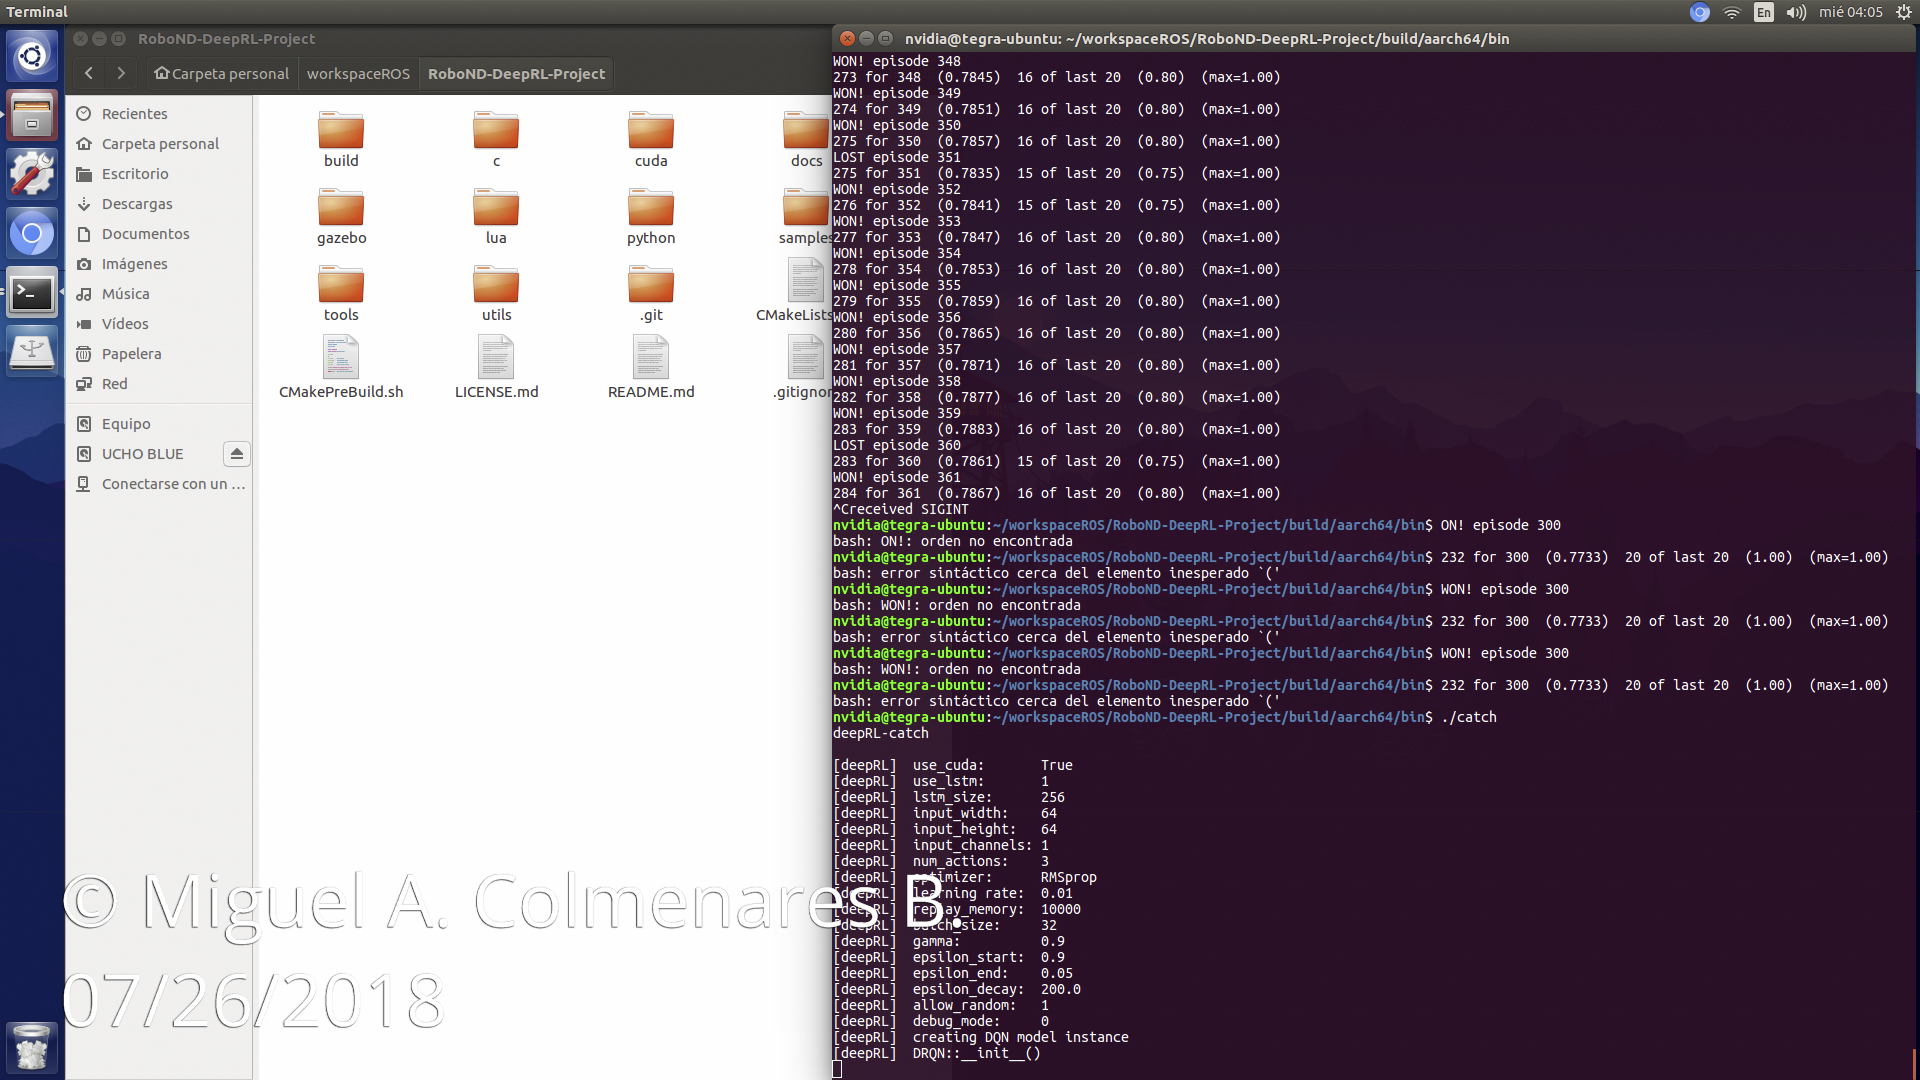 Terminal
En
mié 04:05
RoboND-DeepRL-Project
Carpeta personal
workspaceROS
RoboND-DeepRL-Project
Recientes
Carpeta personal
Escritorio
Descargas
Documentos
Imágenes
Música
Vídeos
Papelera
Red
Equipo
UCHO BLUE
Conectarse con un …
build
c
cuda
docs
gazebo
lua
python
samples
tools
utils
.git
CMakeLists
CMakePreBuild.sh
LICENSE.md
README.md
.gitignor
nvidia@tegra-ubuntu: ~/workspaceROS/RoboND-DeepRL-Project/build/aarch64/bin
WON! episode 348
273 for 348  (0.7845)  16 of last 20  (0.80)  (max=1.00)
WON! episode 349
274 for 349  (0.7851)  16 of last 20  (0.80)  (max=1.00)
WON! episode 350
275 for 350  (0.7857)  16 of last 20  (0.80)  (max=1.00)
LOST episode 351
275 for 351  (0.7835)  15 of last 20  (0.75)  (max=1.00)
WON! episode 352
276 for 352  (0.7841)  15 of last 20  (0.75)  (max=1.00)
WON! episode 353
277 for 353  (0.7847)  16 of last 20  (0.80)  (max=1.00)
WON! episode 354
278 for 354  (0.7853)  16 of last 20  (0.80)  (max=1.00)
WON! episode 355
279 for 355  (0.7859)  16 of last 20  (0.80)  (max=1.00)
WON! episode 356
280 for 356  (0.7865)  16 of last 20  (0.80)  (max=1.00)
WON! episode 357
281 for 357  (0.7871)  16 of last 20  (0.80)  (max=1.00)
WON! episode 358
282 for 358  (0.7877)  16 of last 20  (0.80)  (max=1.00)
WON! episode 359
283 for 359  (0.7883)  16 of last 20  (0.80)  (max=1.00)
LOST episode 360
283 for 360  (0.7861)  15 of last 20  (0.75)  (max=1.00)
WON! episode 361
284 for 361  (0.7867)  16 of last 20  (0.80)  (max=1.00)
^Creceived SIGINT
nvidia@tegra-ubuntu:~/workspaceROS/RoboND-DeepRL-Project/build/aarch64/bin$ ON! episode 300
bash: ON!: orden no encontrada
nvidia@tegra-ubuntu:~/workspaceROS/RoboND-DeepRL-Project/build/aarch64/bin$ 232 for 300  (0.7733)  20 of last 20  (1.00)  (max=1.00)
bash: error sintáctico cerca del elemento inesperado `('
nvidia@tegra-ubuntu:~/workspaceROS/RoboND-DeepRL-Project/build/aarch64/bin$ WON! episode 300
bash: WON!: orden no encontrada
nvidia@tegra-ubuntu:~/workspaceROS/RoboND-DeepRL-Project/build/aarch64/bin$ 232 for 300  (0.7733)  20 of last 20  (1.00)  (max=1.00)
bash: error sintáctico cerca del elemento inesperado `('
nvidia@tegra-ubuntu:~/workspaceROS/RoboND-DeepRL-Project/build/aarch64/bin$ WON! episode 300
bash: WON!: orden no encontrada
nvidia@tegra-ubuntu:~/workspaceROS/RoboND-DeepRL-Project/build/aarch64/bin$ 232 for 300  (0.7733)  20 of last 20  (1.00)  (max=1.00)
bash: error sintáctico cerca del elemento inesperado `('
nvidia@tegra-ubuntu:~/workspaceROS/RoboND-DeepRL-Project/build/aarch64/bin$ ./catch
deepRL-catch
[deepRL]  use_cuda:       True
[deepRL]  use_lstm:       1
[deepRL]  lstm_size:      256
[deepRL]  input_width:    64
[deepRL]  input_height:   64
[deepRL]  input_channels: 1
[deepRL]  num_actions:    3
[deepRL]  optimizer:      RMSprop
[deepRL]  learning rate:  0.01
[deepRL]  replay_memory:  10000
[deepRL]  batch_size:     32
[deepRL]  gamma:          0.9
[deepRL]  epsilon_start:  0.9
[deepRL]  epsilon_end:    0.05
[deepRL]  epsilon_decay:  200.0
[deepRL]  allow_random:   1
[deepRL]  debug_mode:     0
[deepRL]  creating DQN model instance
[deepRL]  DRQN::__init__()
© Miguel A. Colmenares B.
07/26/2018